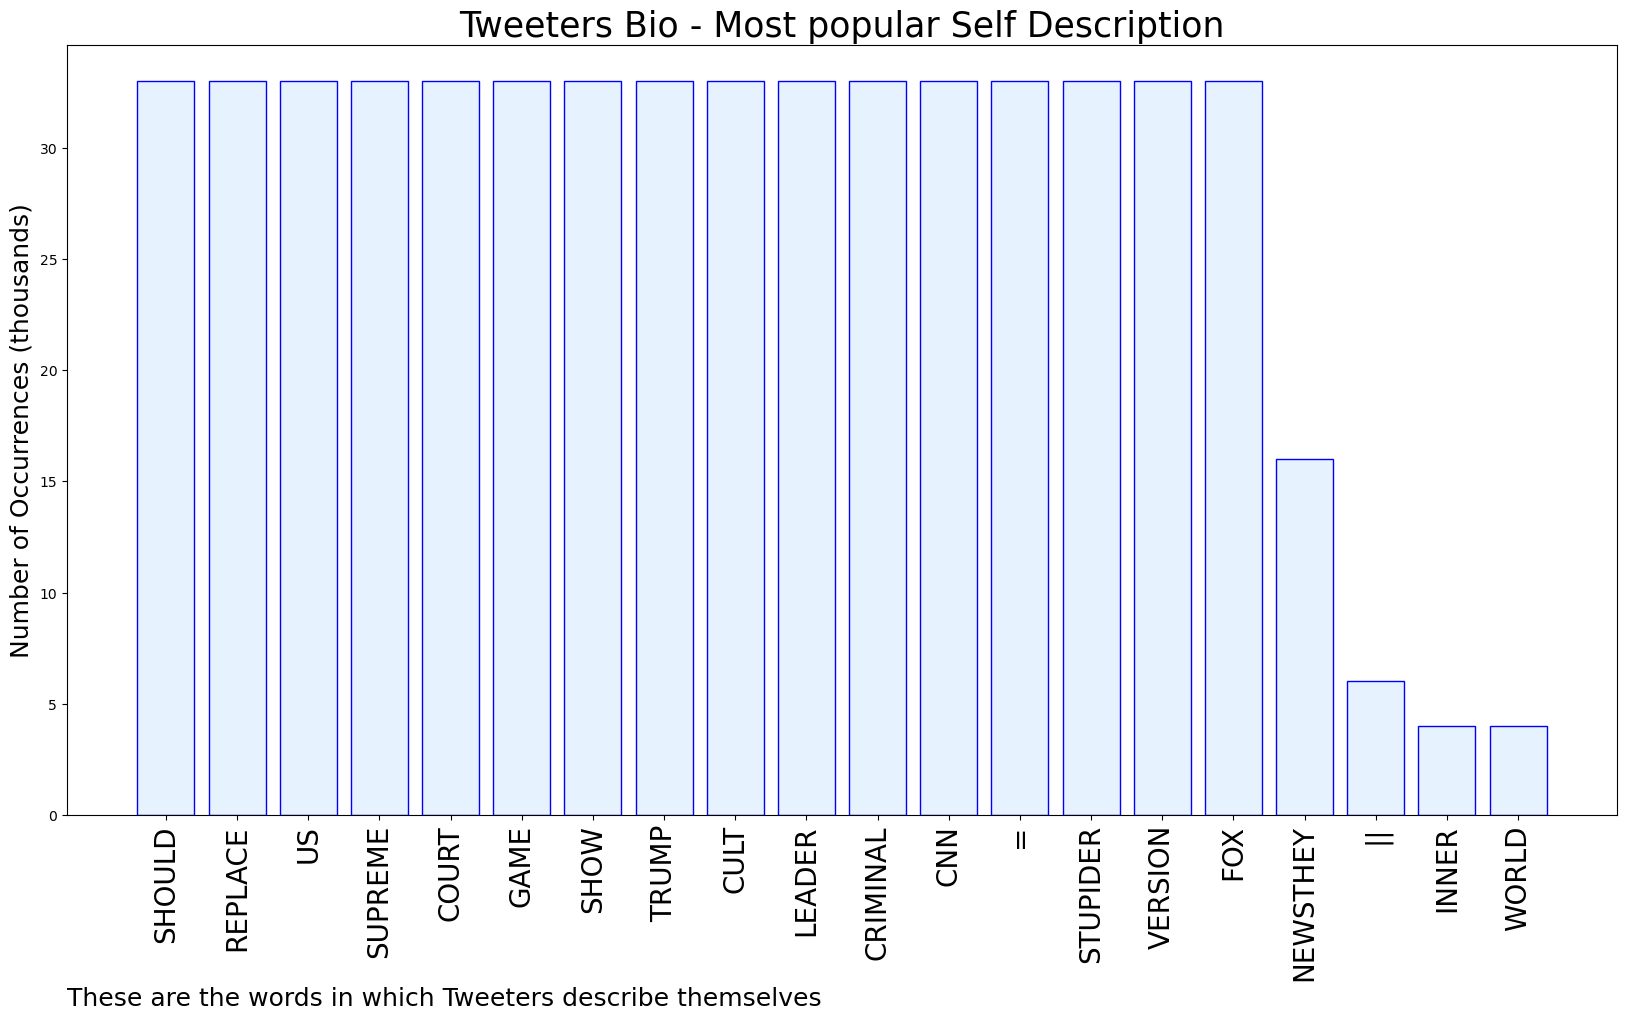 Tweeters Bio - Most popular Self Description
Number of Occurrences (thousands)
30
25
20
15
10
5
0
SHOULD
REPLACE
US
SUPREME
COURT
GAME
SHOW
TRUMP
CULT
LEADER
CRIMINAL
CNN
=
STUPIDER
VERSION
FOX
NEWSTHEY
||
INNER
WORLD
These are the words in which Tweeters describe themselves